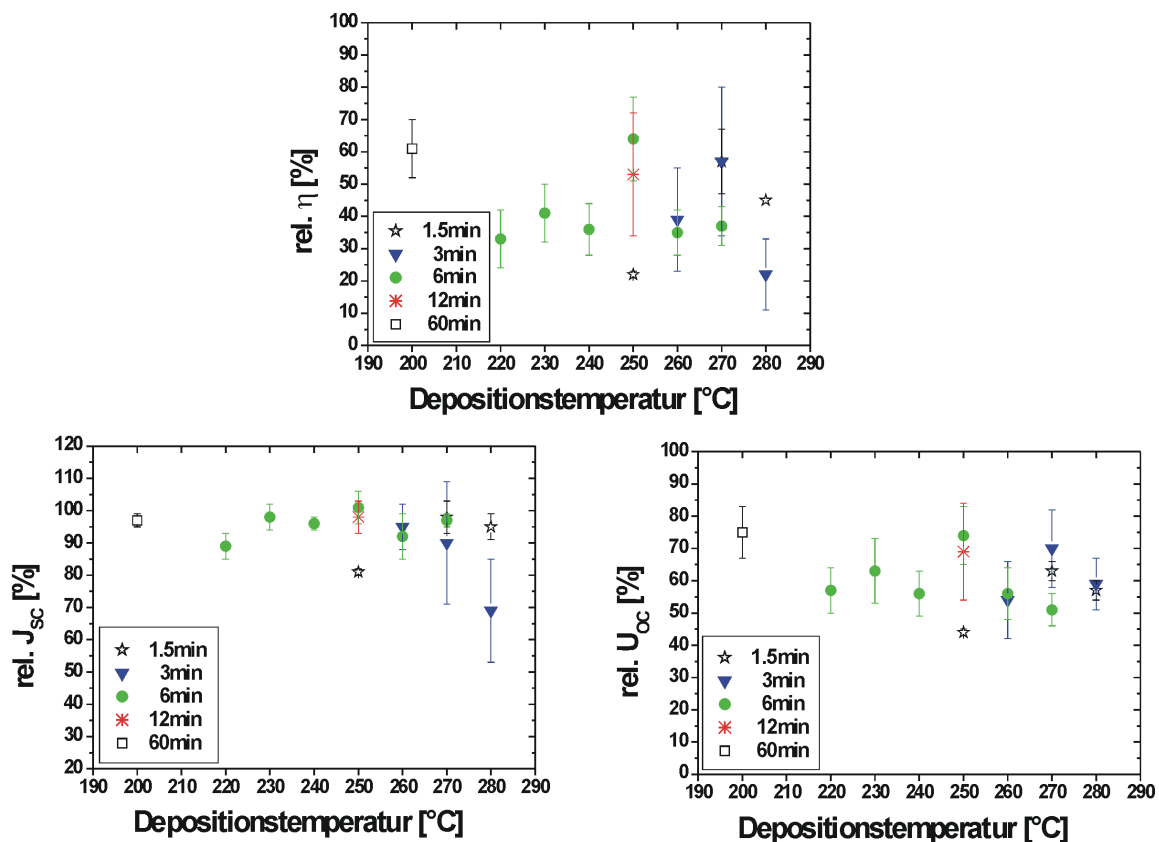 100
90
80
70
60
50
40
30
20
10
0
rel. η [%]
1.5min
3min
6min
12min
60min
190 200 210 220 230 240 250 260 270 280 290
Depositionstemperatur [°C]
120
110
100
90
80
70
60
50
40
30
20
rel. J_SC [%]
1.5min
3min
6min
12min
60min
190 200 210 220 230 240 250 260 270 280 290
Depositionstemperatur [°C]
100
90
80
70
60
50
40
30
20
10
0
rel. U_OC [%]
1.5min
3min
6min
12min
60min
190 200 210 220 230 240 250 260 270 280 290
Depositionstemperatur [°C]